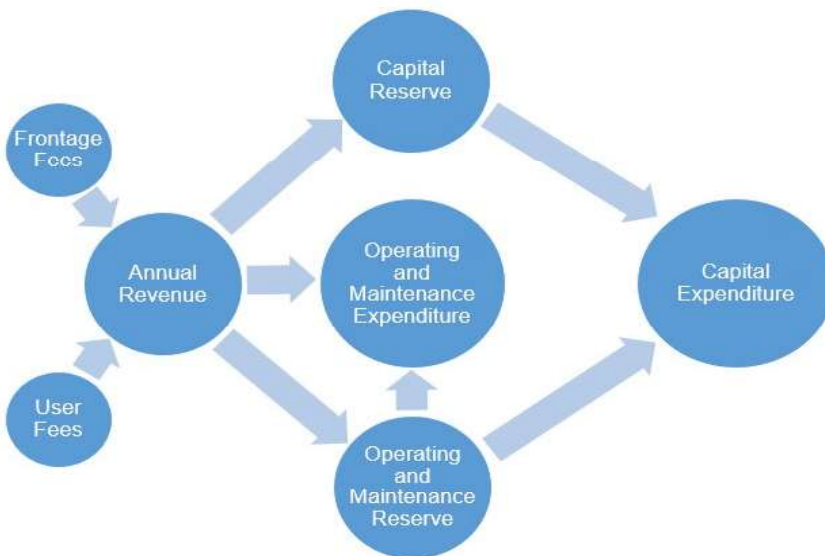 Capital
Reserve
Frontage
Fees
Annual
Revenue
Operating
and
Maintenance
Expenditure
Capital
Expenditure
User
Fees
Operating
and
Maintenance
Reserve